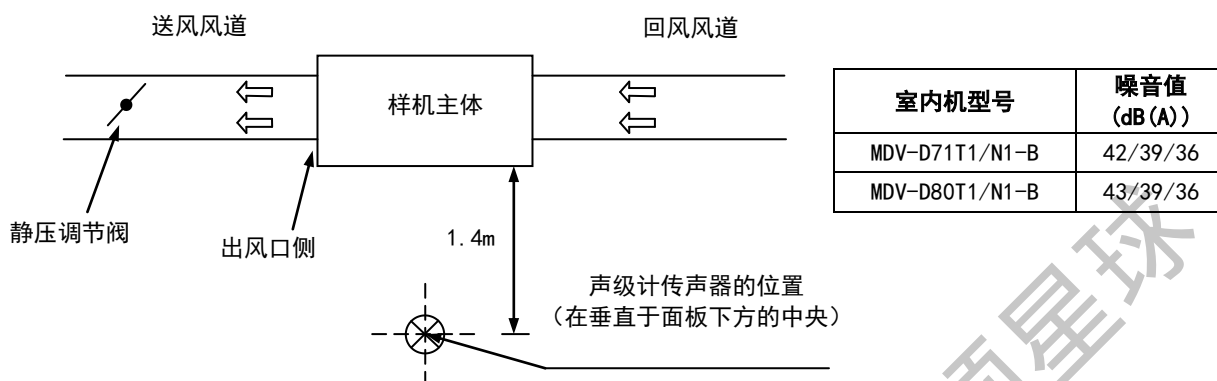 送风风道
回风风道
样机主体
静压调节阀
出风口侧
1.4m
声级计传声器的位置
（在垂直于面板下方的中央）
室内机型号 噪音值
(dB(A))
MDV-D71T1/N1-B 42/39/36
MDV-D80T1/N1-B 43/39/36
星球